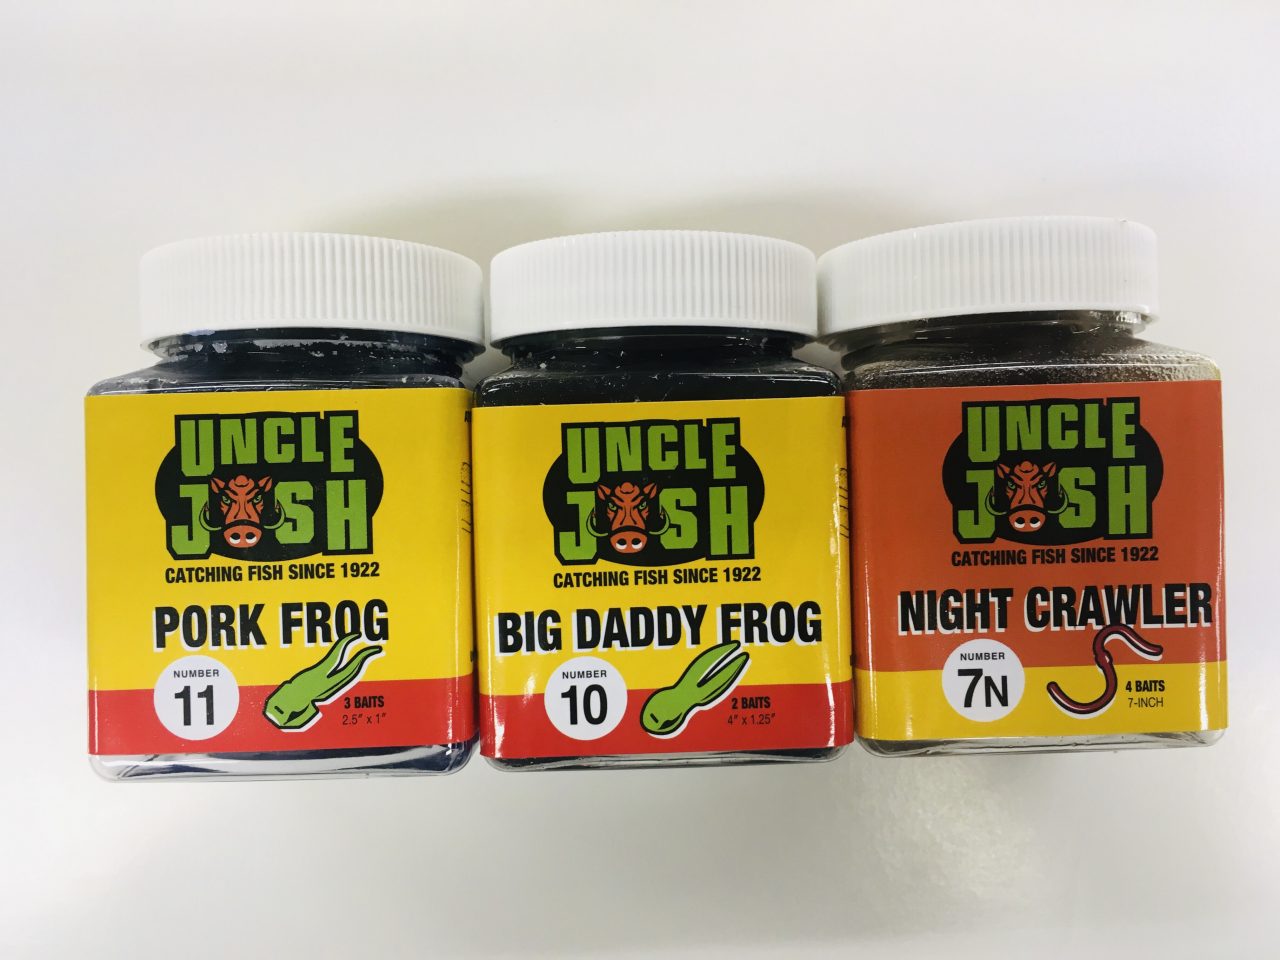 UNCLE
JOSH
CATCHING FISH SINCE 1922
PORK FROG
NUMBER
11
3 BAITS
2.5" x 1"
UNCLE
JOSH
CATCHING FISH SINCE 1922
BIG DADDY FROG
NUMBER
10
2 BAITS
4" x 1.25"
UNCLE
JOSH
CATCHING FISH SINCE 1922
NIGHT CRAWLER
NUMBER
7N
4 BAITS
7-INCH